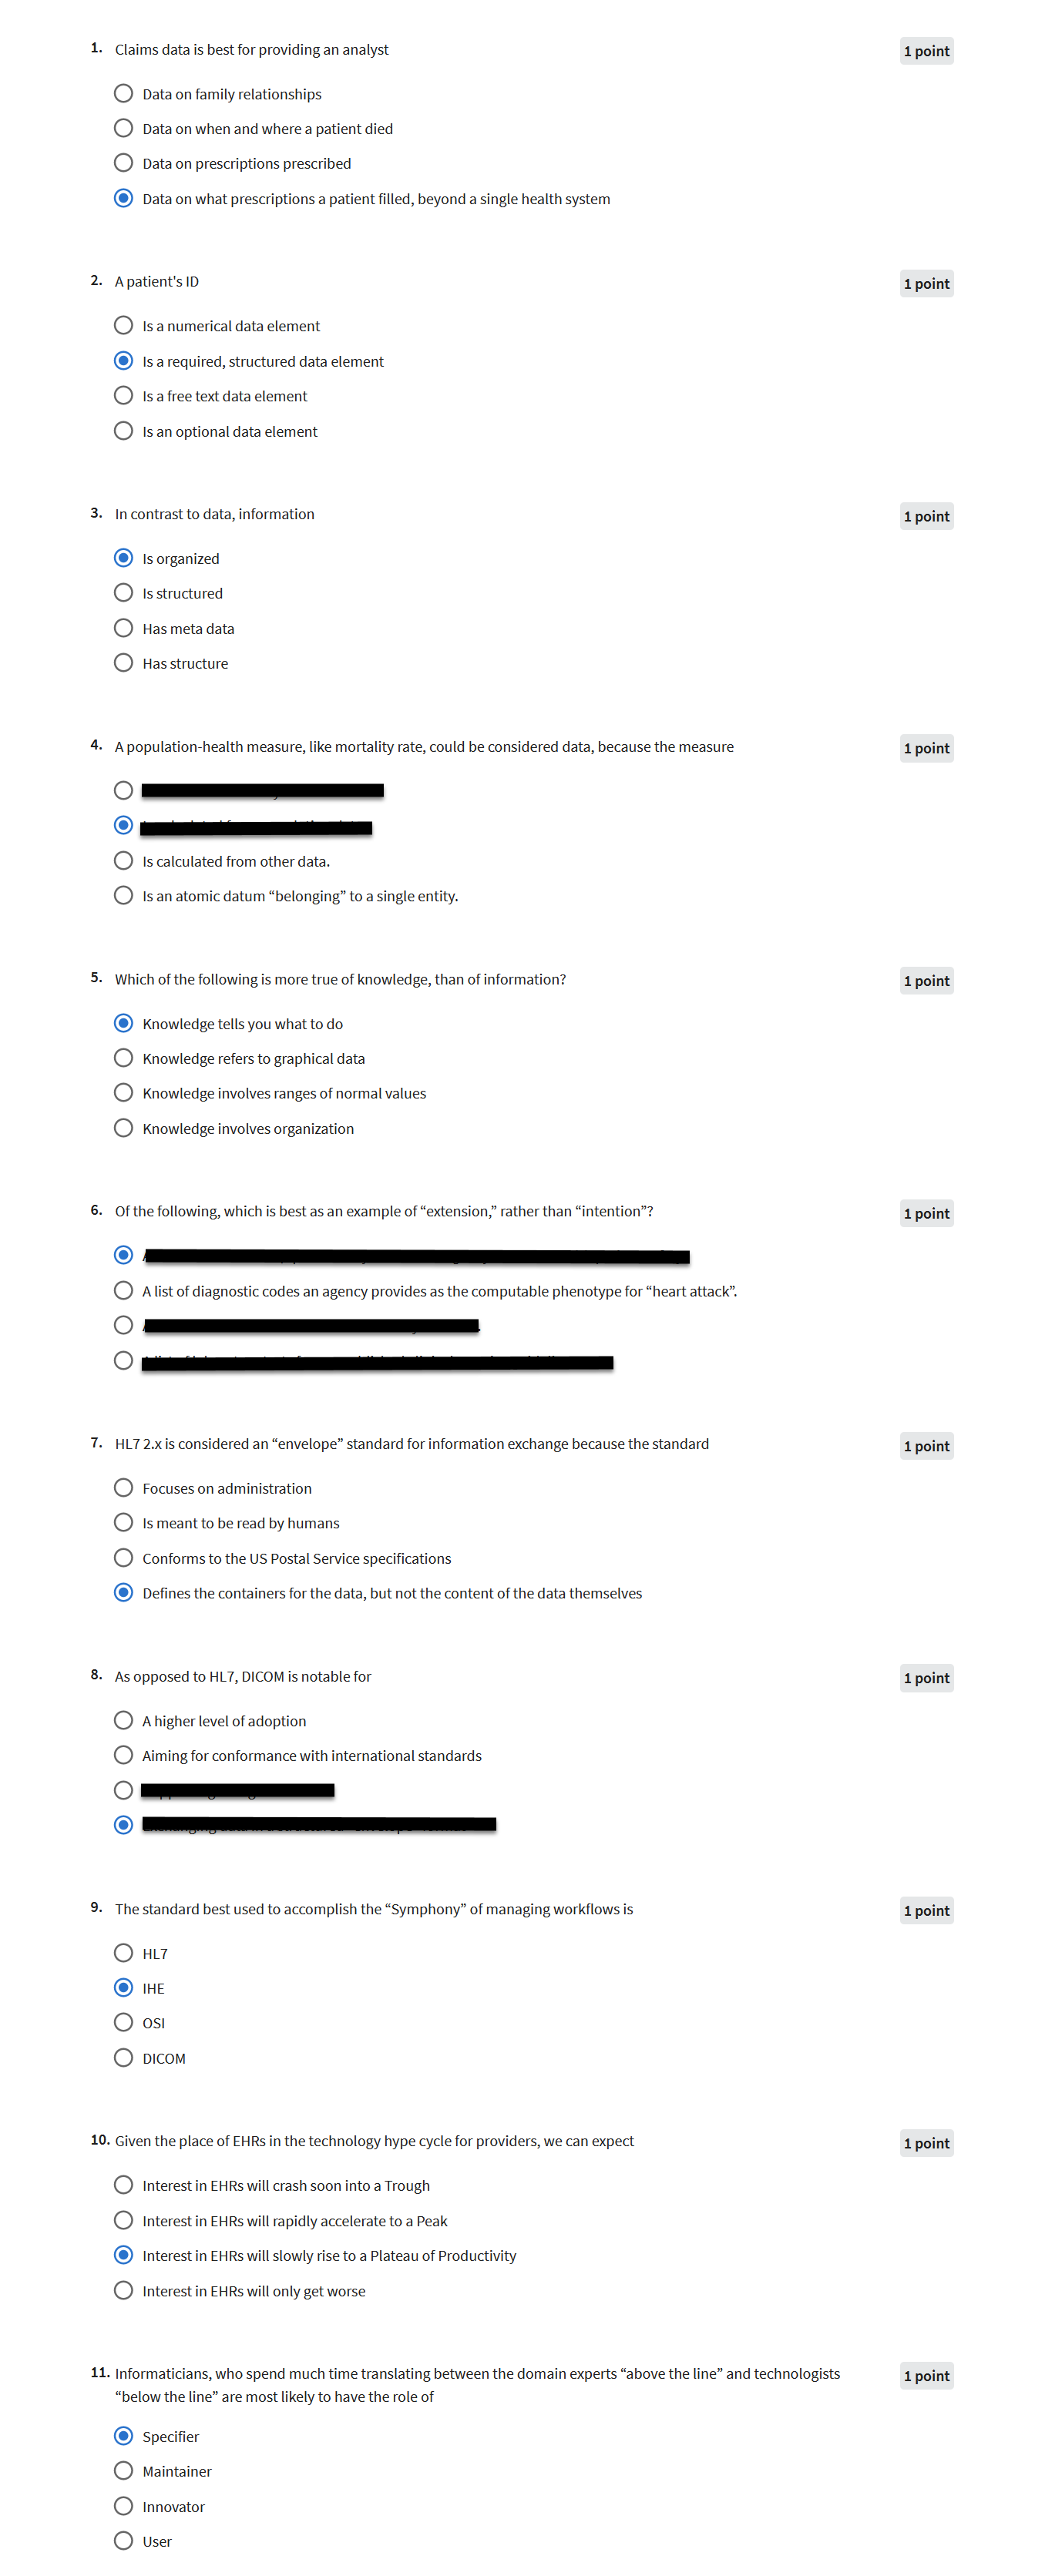 1. Claims data is best for providing an analyst
1 point
Data on family relationships
Data on when and where a patient died
Data on prescriptions prescribed
Data on what prescriptions a patient filled, beyond a single health system
2. A patient's ID
1 point
Is a numerical data element
Is a required, structured data element
Is a free text data element
Is an optional data element
3. In contrast to data, information
1 point
Is organized
Is structured
Has meta data
Has structure
4. A population-health measure, like mortality rate, could be considered data, because the measure
1 point
Is calculated from other data.
Is an atomic datum “belonging” to a single entity.
5. Which of the following is more true of knowledge, than of information?
1 point
Knowledge tells you what to do
Knowledge refers to graphical data
Knowledge involves ranges of normal values
Knowledge involves organization
6. Of the following, which is best as an example of “extension,” rather than “intention”?
1 point
A list of diagnostic codes an agency provides as the computable phenotype for “heart attack”.
7. HL7 2.x is considered an “envelope” standard for information exchange because the standard
1 point
Focuses on administration
Is meant to be read by humans
Conforms to the US Postal Service specifications
Defines the containers for the data, but not the content of the data themselves
8. As opposed to HL7, DICOM is notable for
1 point
A higher level of adoption
Aiming for conformance with international standards
9. The standard best used to accomplish the “Symphony” of managing workflows is
1 point
HL7
IHE
OSI
DICOM
10. Given the place of EHRs in the technology hype cycle for providers, we can expect
1 point
Interest in EHRs will crash soon into a Trough
Interest in EHRs will rapidly accelerate to a Peak
Interest in EHRs will slowly rise to a Plateau of Productivity
Interest in EHRs will only get worse
11. Informaticians, who spend much time translating between the domain experts “above the line” and technologists
1 point
“below the line” are most likely to have the role of
Specifier
Maintainer
Innovator
User